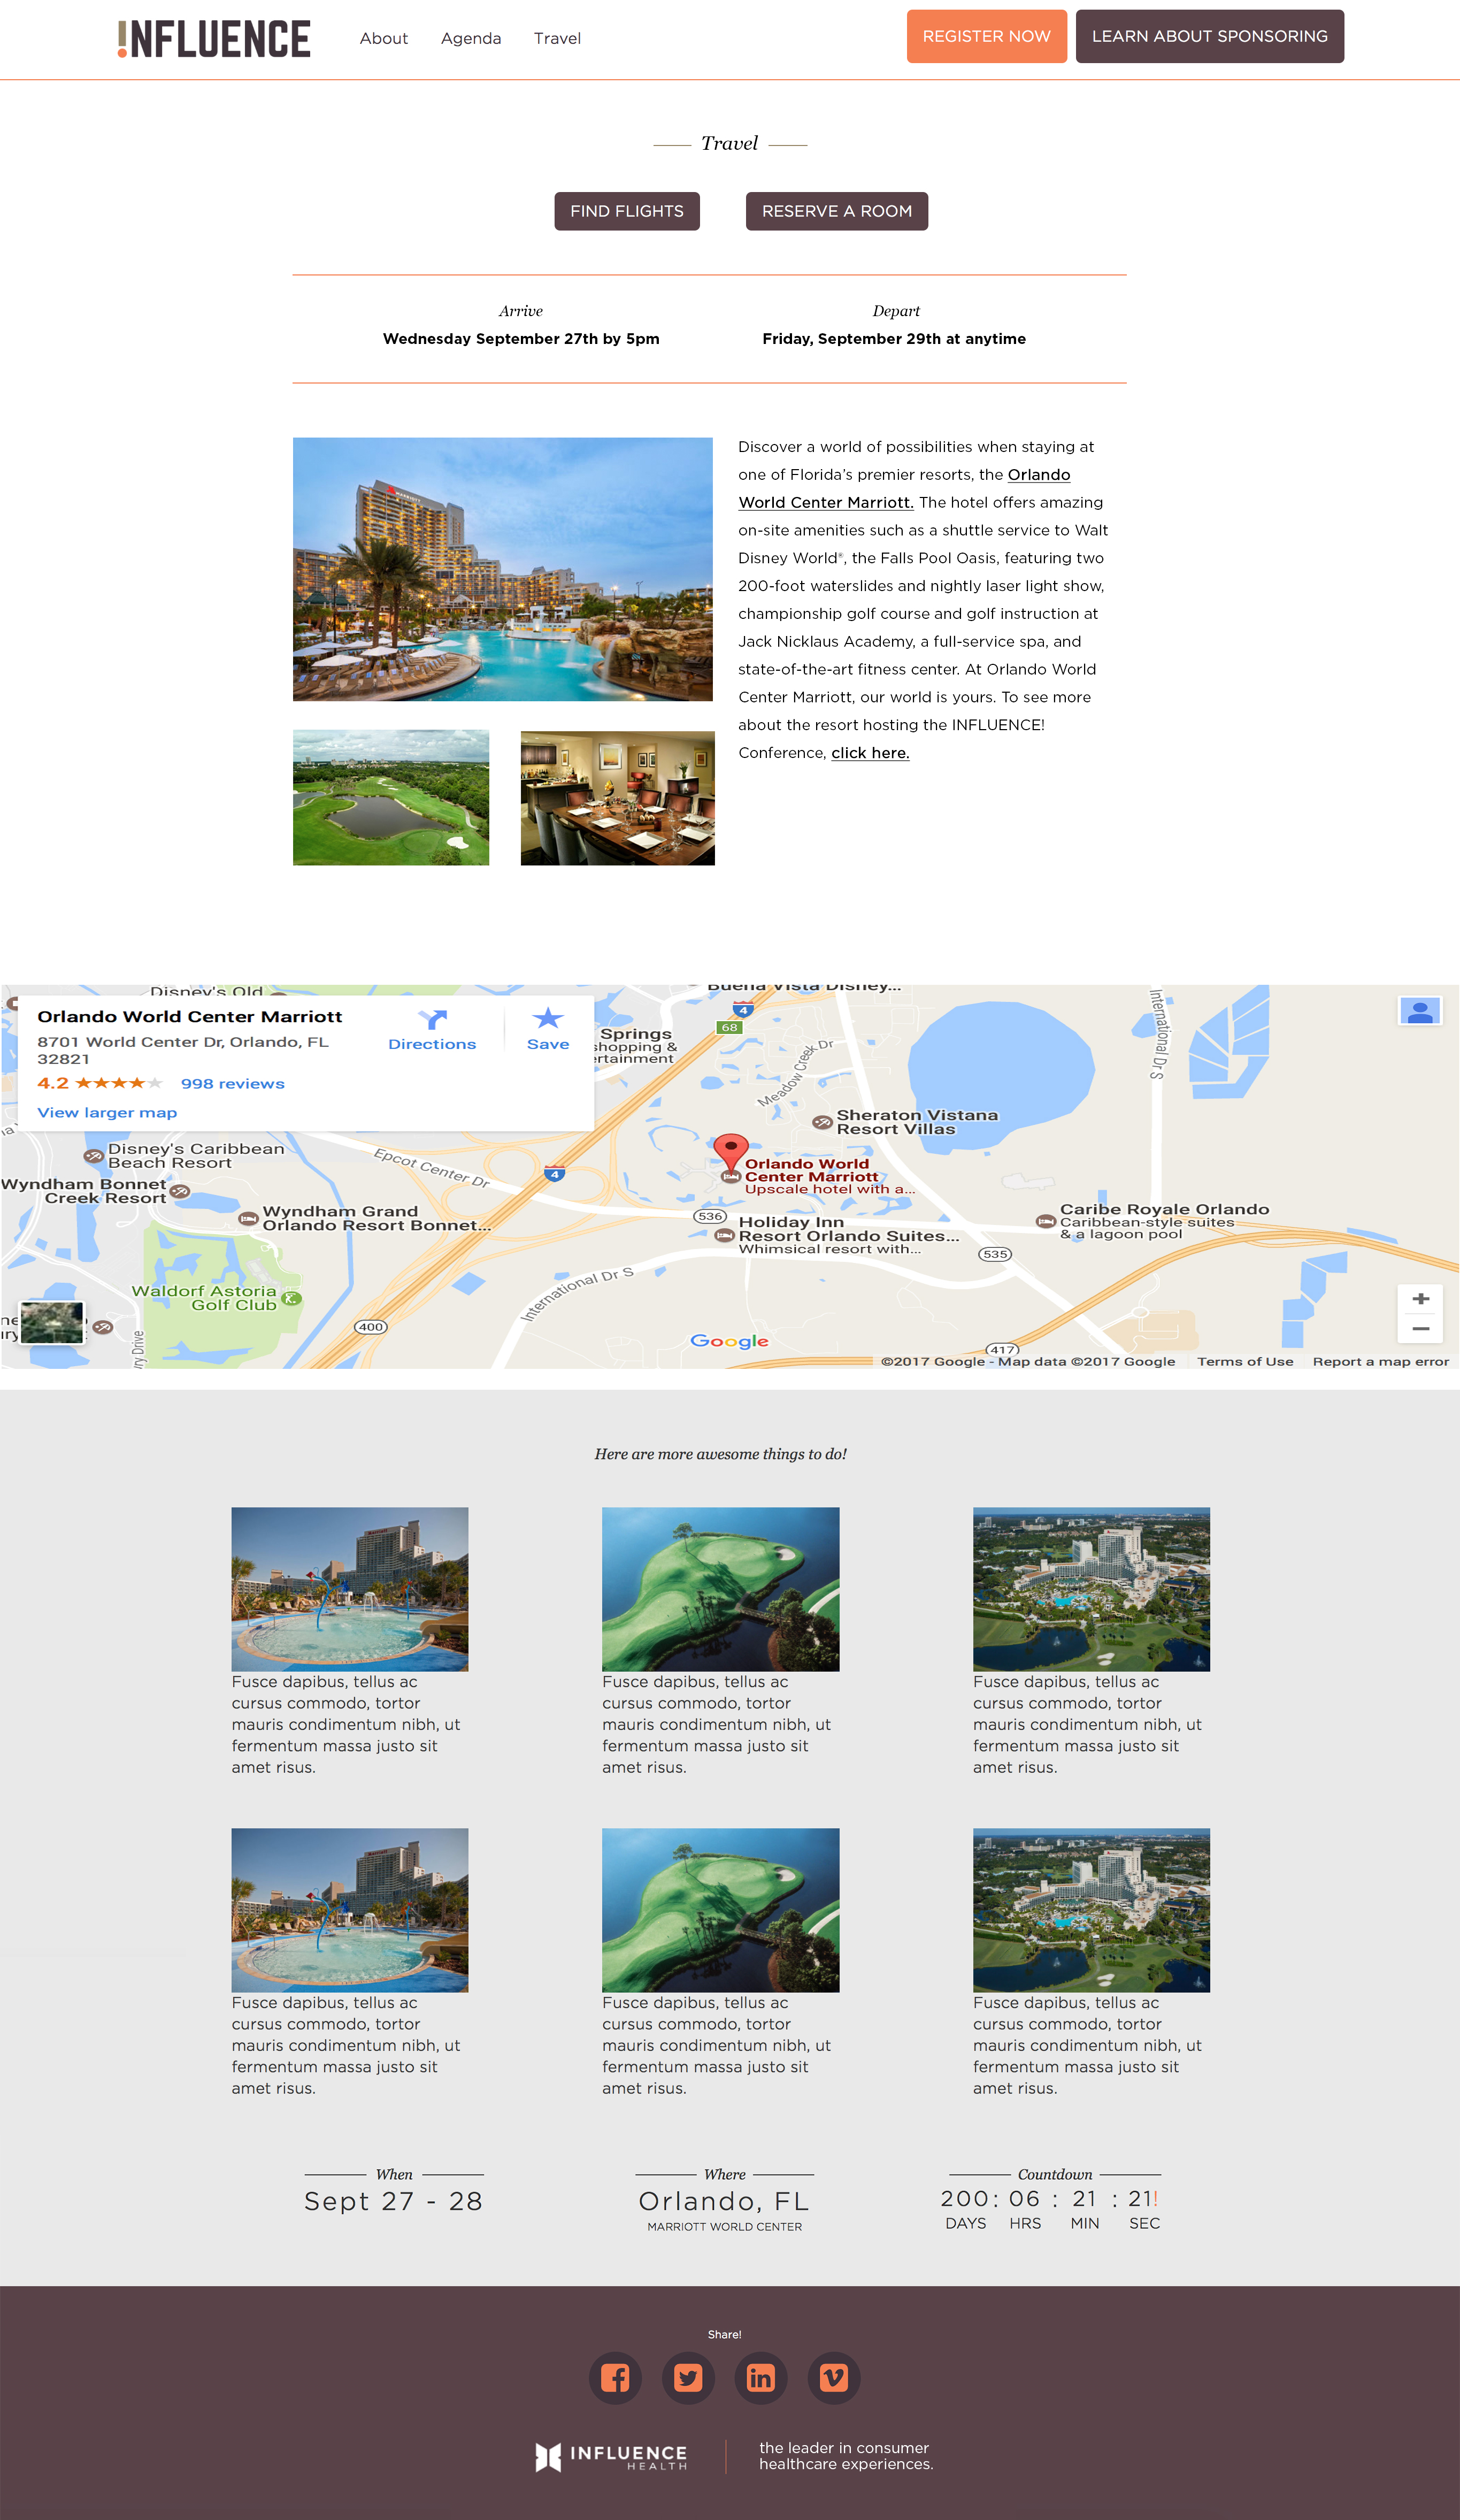 !NFLUENCE
About Agenda Travel
REGISTER NOW
LEARN ABOUT SPONSORING
Travel
FIND FLIGHTS
RESERVE A ROOM
Arrive
Wednesday September 27th by 5pm
Depart
Friday, September 29th at anytime
MARRIOTT
Discover a world of possibilities when staying at
one of Florida’s premier resorts, the Orlando
World Center Marriott. The hotel offers amazing
on-site amenities such as a shuttle service to Walt
Disney World®, the Falls Pool Oasis, featuring two
200-foot waterslides and nightly laser light show,
championship golf course and golf instruction at
Jack Nicklaus Academy, a full-service spa, and
state-of-the-art fitness center. At Orlando World
Center Marriott, our world is yours. To see more
about the resort hosting the INFLUENCE!
Conference, click here.
Disney's Old
Buena Vista Disney...
Orlando World Center Marriott
8701 World Center Dr, Orlando, FL
32821
4.2
998 reviews
View larger map
Directions
Save
Springs
shopping &
ertainment
4
68
Meadow Creek Dr
International Dr S
Sheraton Vistana
Resort Villas
Disney's Caribbean
Beach Resort
Epcot Center Dr
4
Orlando World
Center Marriott
Upscale hotel with a...
Wyndham Bonnet
Creek Resort
Wyndham Grand
Orlando Resort Bonnet...
536
Holiday Inn
Resort Orlando Suites...
Whimsical resort with...
Caribe Royale Orlando
Caribbean-style suites
& a lagoon pool
535
International Dr S
Waldorf Astoria
Golf Club
400
ry Drive
Google
417
©2017 Google - Map data ©2017 Google
Terms of Use
Report a map error
Here are more awesome things to do!
Fusce dapibus, tellus ac
cursus commodo, tortor
mauris condimentum nibh, ut
fermentum massa justo sit
amet risus.
Fusce dapibus, tellus ac
cursus commodo, tortor
mauris condimentum nibh, ut
fermentum massa justo sit
amet risus.
Fusce dapibus, tellus ac
cursus commodo, tortor
mauris condimentum nibh, ut
fermentum massa justo sit
amet risus.
Fusce dapibus, tellus ac
cursus commodo, tortor
mauris condimentum nibh, ut
fermentum massa justo sit
amet risus.
Fusce dapibus, tellus ac
cursus commodo, tortor
mauris condimentum nibh, ut
fermentum massa justo sit
amet risus.
Fusce dapibus, tellus ac
cursus commodo, tortor
mauris condimentum nibh, ut
fermentum massa justo sit
amet risus.
When
Sept 27 - 28
Where
Orlando, FL
MARRIOTT WORLD CENTER
Countdown
200 : 06 : 21 : 21!
DAYS HRS MIN SEC
Share!
INFLUENCE
HEALTH
the leader in consumer
healthcare experiences.